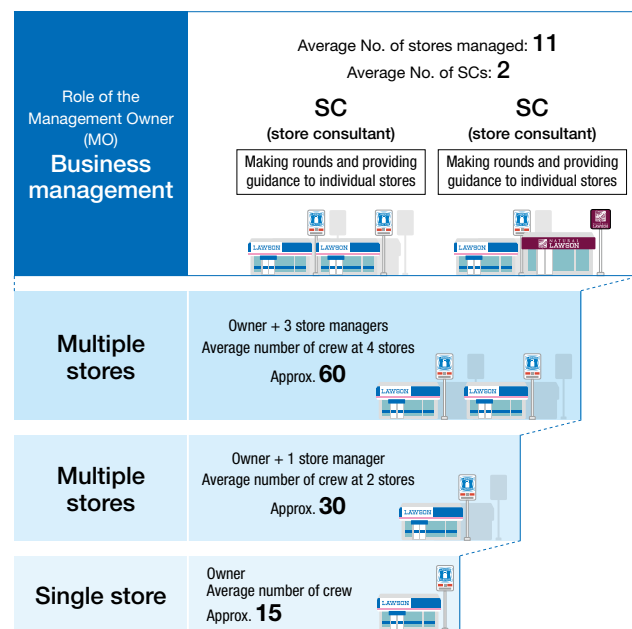 Role of the
Management Owner
(MO)
Business
management
Average No. of stores managed: 11
Average No. of SCs: 2
SC
(store consultant)
Making rounds and providing
guidance to individual stores
SC
(store consultant)
Making rounds and providing
guidance to individual stores
LAWSON
LAWSON
LAWSON
NATURAL
LAWSON
Multiple
stores
Owner + 3 store managers
Average number of crew at 4 stores
Approx. 60
LAWSON
LAWSON
Multiple
stores
Owner + 1 store manager
Average number of crew at 2 stores
Approx. 30
LAWSON
Single store
Owner
Average number of crew
Approx. 15
LAWSON